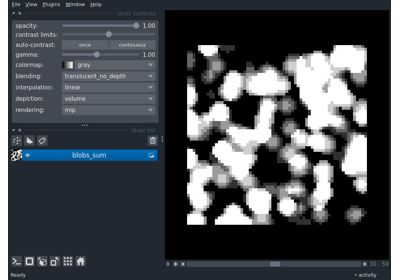 File View Plugins Window Help
layer controls
opacity: 1.00
contrast limits:
auto-contrast: once continuous
gamma: 1.00
colormap: gray
blending: translucent_no_depth
interpolation: linear
depiction: volume
rendering: mip
layer list
blobs_sum
30 59
Ready
activity